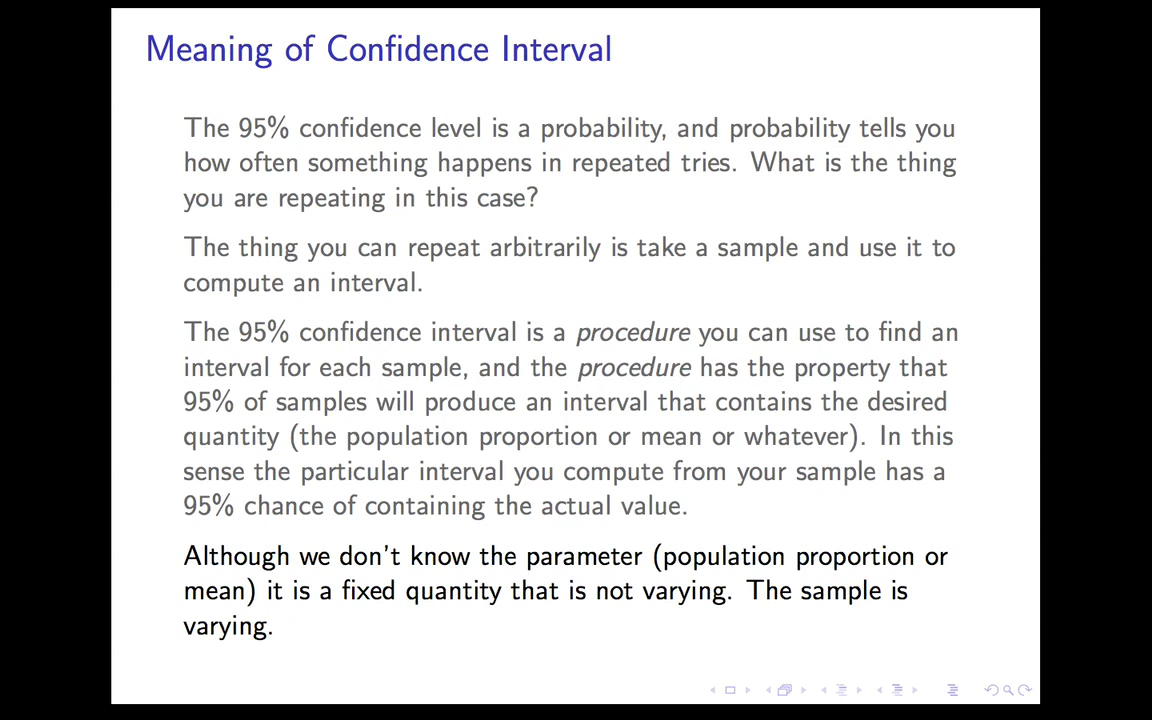 Meaning of Confidence Interval
The 95% confidence level is a probability, and probability tells you
how often something happens in repeated tries. What is the thing
you are repeating in this case?
The thing you can repeat arbitrarily is take a sample and use it to
compute an interval.
The 95% confidence interval is a procedure you can use to find an
interval for each sample, and the procedure has the property that
95% of samples will produce an interval that contains the desired
quantity (the population proportion or mean or whatever). In this
sense the particular interval you compute from your sample has a
95% chance of containing the actual value.
Although we don't know the parameter (population proportion or
mean) it is a fixed quantity that is not varying. The sample is
varying.